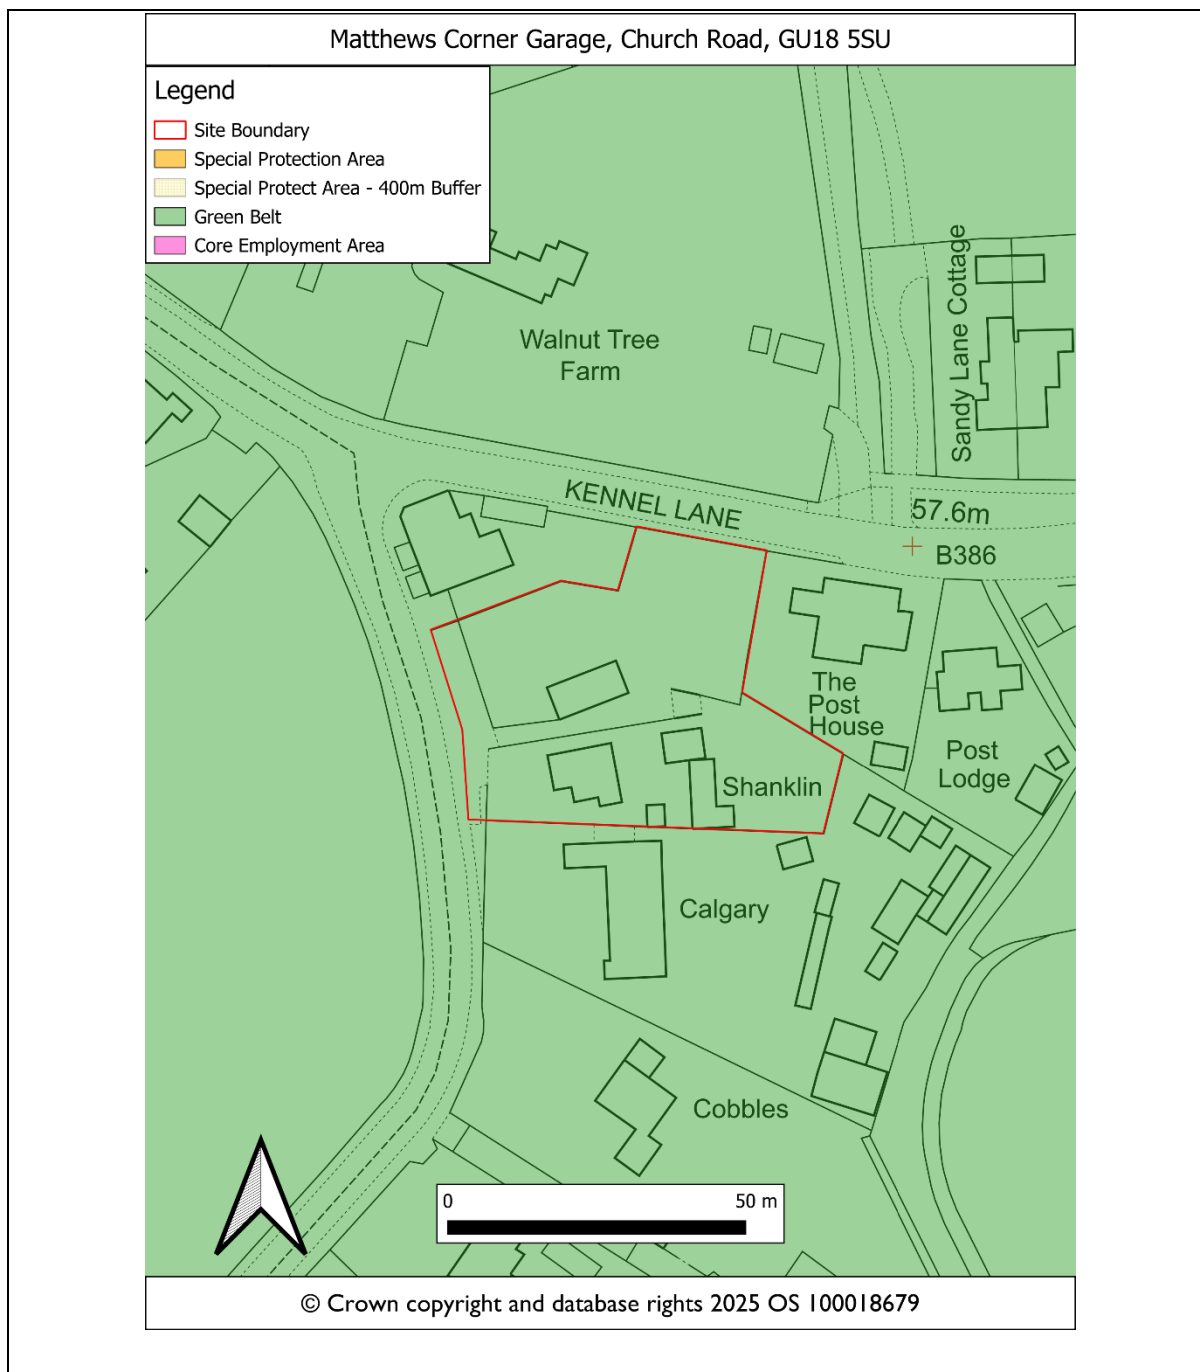 Matthews Corner Garage, Church Road, GU18 5SU
Legend
Site Boundary
Special Protection Area
Special Protect Area - 400m Buffer
Green Belt
Core Employment Area
Walnut Tree
Farm
Sandy Lane Cottage
KENNEL LANE
57.6m
B386
The
Post
House
Post
Lodge
Shanklin
Calgary
Cobbles
0
50 m
© Crown copyright and database rights 2025 OS 100018679